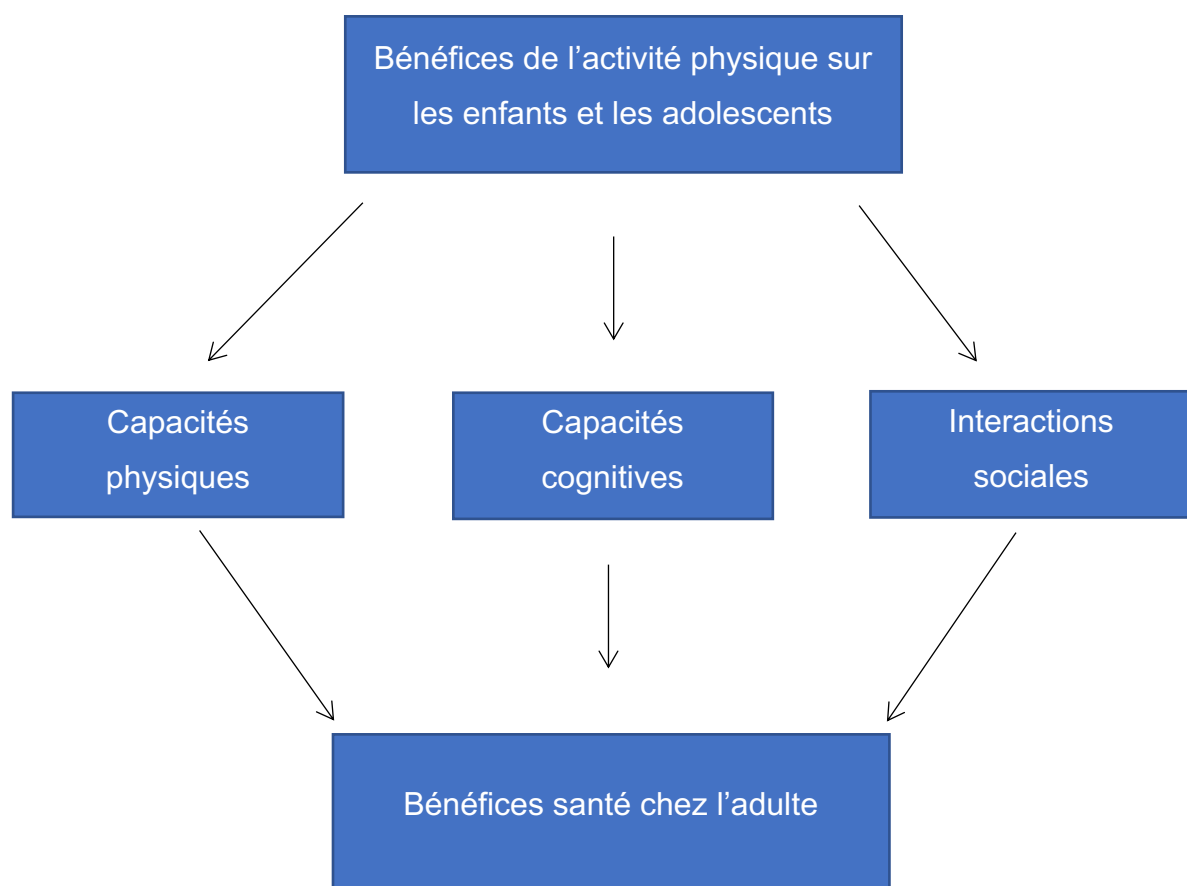 Bénéfices de l’activité physique sur
les enfants et les adolescents
Capacités
physiques
Capacités
cognitives
Interactions
sociales
Bénéfices santé chez l’adulte